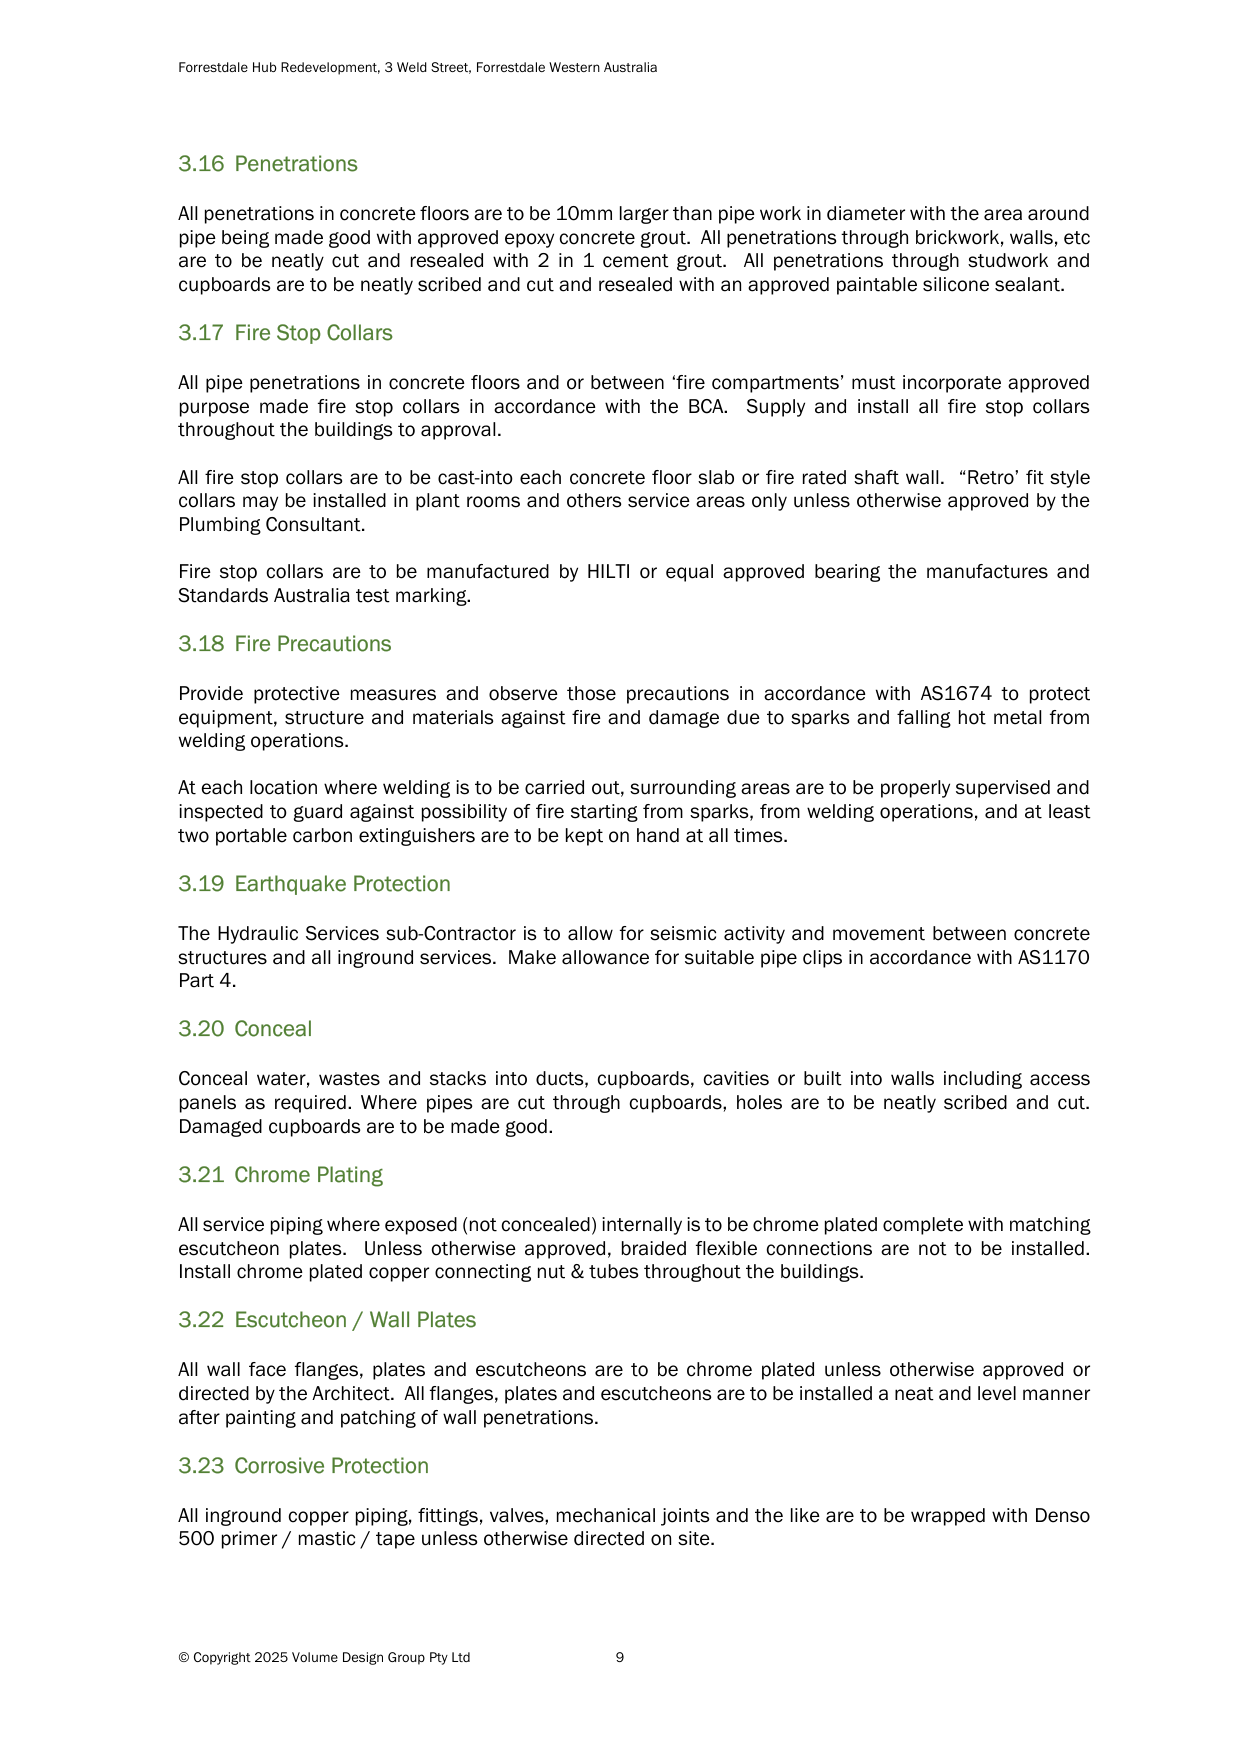 Forrestdale Hub Redevelopment, 3 Weld Street, Forrestdale Western Australia
3.16 Penetrations
All penetrations in concrete floors are to be 10mm larger than pipe work in diameter with the area around
pipe being made good with approved epoxy concrete grout.  All penetrations through brickwork, walls, etc
are to be neatly cut and resealed with 2 in 1 cement grout.  All penetrations through studwork and
cupboards are to be neatly scribed and cut and resealed with an approved paintable silicone sealant.
3.17 Fire Stop Collars
All pipe penetrations in concrete floors and or between ‘fire compartments’ must incorporate approved
purpose made fire stop collars in accordance with the BCA.  Supply and install all fire stop collars
throughout the buildings to approval.
All fire stop collars are to be cast-into each concrete floor slab or fire rated shaft wall.  “Retro’ fit style
collars may be installed in plant rooms and others service areas only unless otherwise approved by the
Plumbing Consultant.
Fire stop collars are to be manufactured by HILTI or equal approved bearing the manufactures and
Standards Australia test marking.
3.18 Fire Precautions
Provide protective measures and observe those precautions in accordance with AS1674 to protect
equipment, structure and materials against fire and damage due to sparks and falling hot metal from
welding operations.
At each location where welding is to be carried out, surrounding areas are to be properly supervised and
inspected to guard against possibility of fire starting from sparks, from welding operations, and at least
two portable carbon extinguishers are to be kept on hand at all times.
3.19 Earthquake Protection
The Hydraulic Services sub-Contractor is to allow for seismic activity and movement between concrete
structures and all inground services.  Make allowance for suitable pipe clips in accordance with AS1170
Part 4.
3.20 Conceal
Conceal water, wastes and stacks into ducts, cupboards, cavities or built into walls including access
panels as required. Where pipes are cut through cupboards, holes are to be neatly scribed and cut.
Damaged cupboards are to be made good.
3.21 Chrome Plating
All service piping where exposed (not concealed) internally is to be chrome plated complete with matching
escutcheon plates.  Unless otherwise approved, braided flexible connections are not to be installed.
Install chrome plated copper connecting nut & tubes throughout the buildings.
3.22 Escutcheon / Wall Plates
All wall face flanges, plates and escutcheons are to be chrome plated unless otherwise approved or
directed by the Architect.  All flanges, plates and escutcheons are to be installed a neat and level manner
after painting and patching of wall penetrations.
3.23 Corrosive Protection
All inground copper piping, fittings, valves, mechanical joints and the like are to be wrapped with Denso
500 primer / mastic / tape unless otherwise directed on site.
© Copyright 2025 Volume Design Group Pty Ltd 9